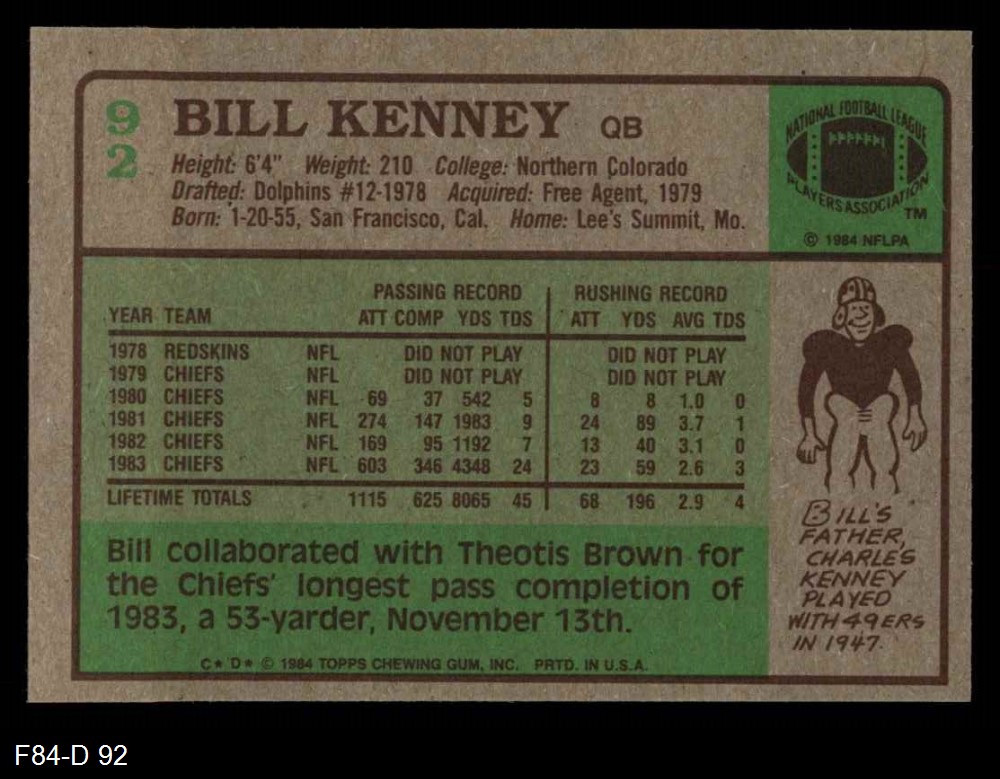 92
BILL KENNEY QB
Height: 6'4" Weight: 210 College: Northern Colorado
Drafted: Dolphins #12-1978 Acquired: Free Agent, 1979
Born: 1-20-55, San Francisco, Cal. Home: Lee's Summit, Mo.
NATIONAL FOOTBALL LEAGUE
PLAYERS ASSOCIATION
TM
© 1984 NFLPA
PASSING RECORD RUSHING RECORD
YEAR TEAM ATT COMP YDS TDS ATT YDS AVG TDS
1978 REDSKINS NFL DID NOT PLAY DID NOT PLAY
1979 CHIEFS NFL DID NOT PLAY DID NOT PLAY
1980 CHIEFS NFL 69 37 542 5 8 8 1.0 0
1981 CHIEFS NFL 274 147 1983 9 24 89 3.7 1
1982 CHIEFS NFL 169 95 1192 7 13 40 3.1 0
1983 CHIEFS NFL 603 346 4348 24 23 59 2.6 3
LIFETIME TOTALS 1115 625 8065 45 68 196 2.9 4
Bill collaborated with Theotis Brown for
the Chiefs' longest pass completion of
1983, a 53-yarder, November 13th.
C★ D★ © 1984 TOPPS CHEWING GUM, INC. PRTD. IN U.S.A.
BILL'S
FATHER,
CHARLES
KENNEY
PLAYED
WITH 49ERS
IN 1947.
F84-D 92